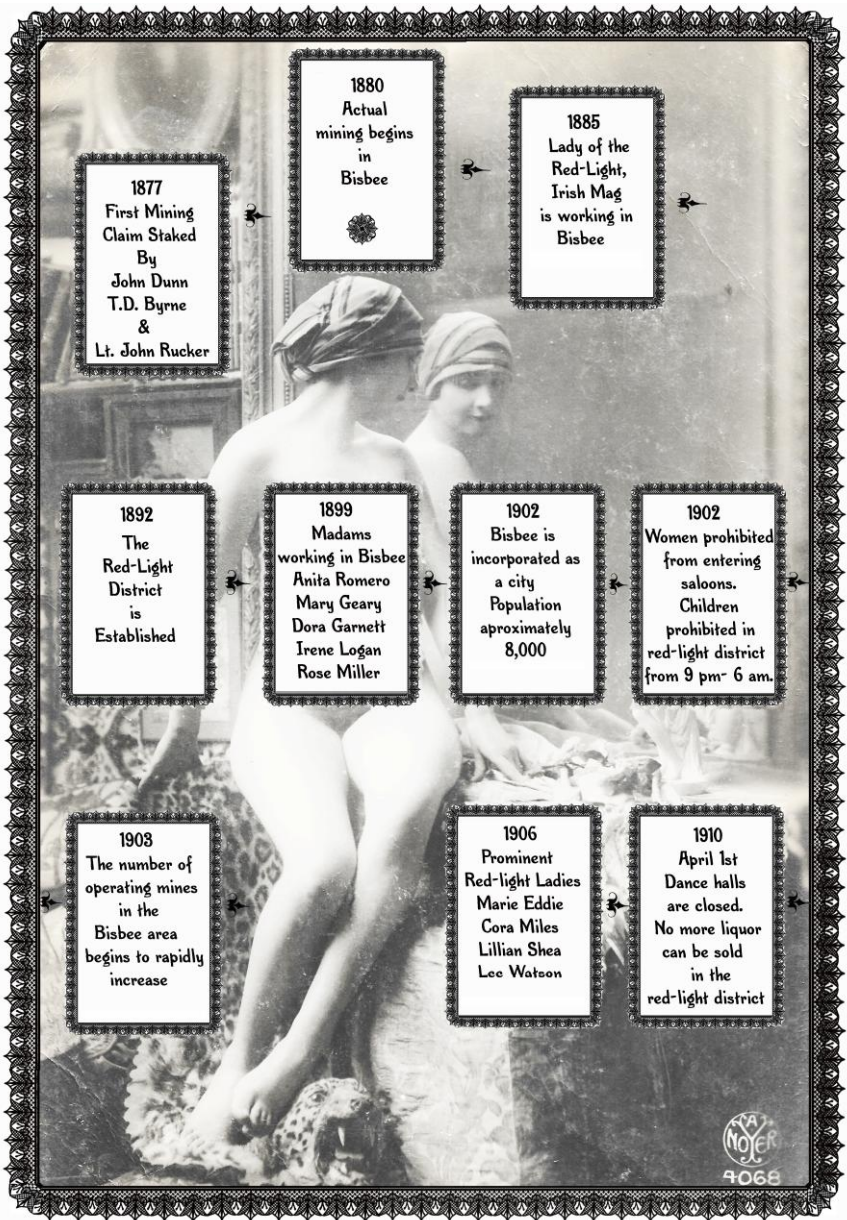 1877
First Mining
Claim Staked
By
John Dunn
T.D. Byrne
&
Lt. John Rucker
1880
Actual
mining begins
in
Bisbee
1885
Lady of the
Red-Light,
Irish Mag
is working in
Bisbee
1892
The
Red-Light
District
is
Established
1899
Madams
working in Bisbee
Anita Romero
Mary Geary
Dora Garnett
Irene Logan
Rose Miller
1902
Bisbee is
incorporated as
a city
Population
aproximately
8,000
1902
Women prohibited
from entering
saloons.
Children
prohibited in
red-light district
from 9 pm- 6 am.
1903
The number of
operating mines
in the
Bisbee area
begins to rapidly
increase
1906
Prominent
Red-light Ladies
Marie Eddie
Cora Miles
Lillian Shea
Lee Watson
1910
April 1st
Dance halls
are closed.
No more liquor
can be sold
in the
red-light district
A
NOYER
4068